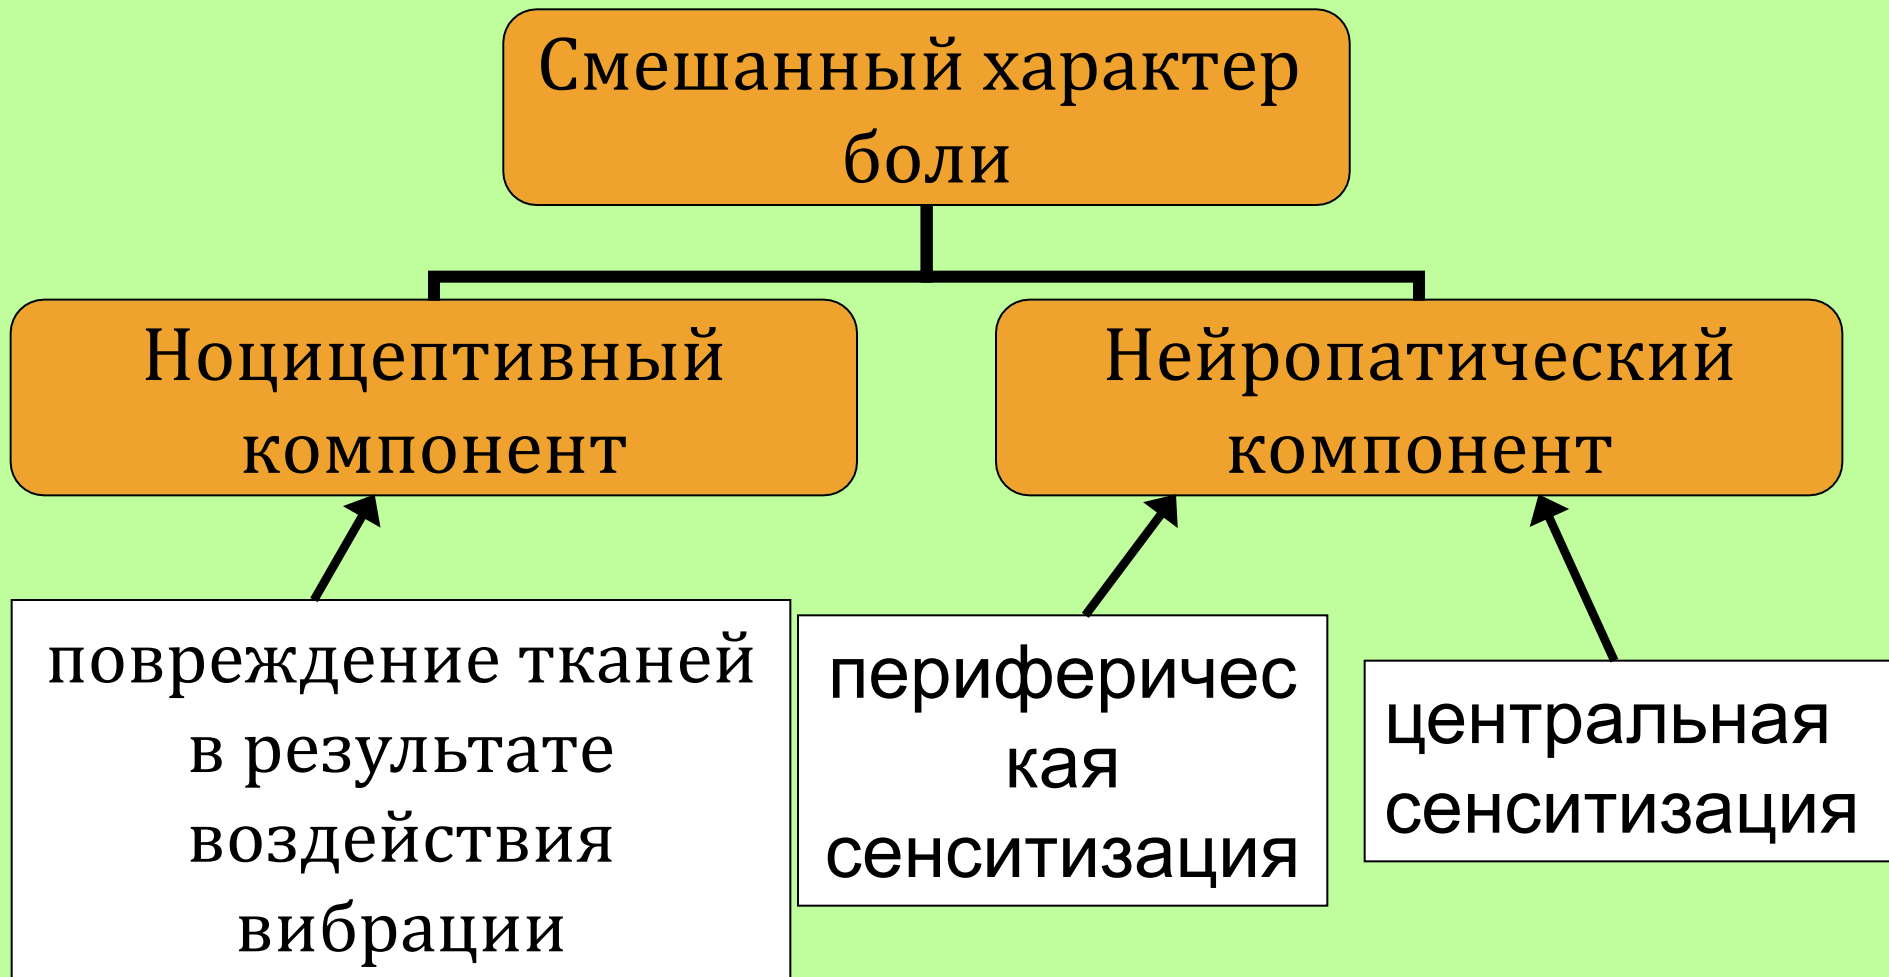 Смешанный характер
боли
Ноцицептивный
компонент
Нейропатический
компонент
повреждение тканей
в результате
воздействия
вибрации
периферичес
кая
сенситизация
центральная
сенситизация